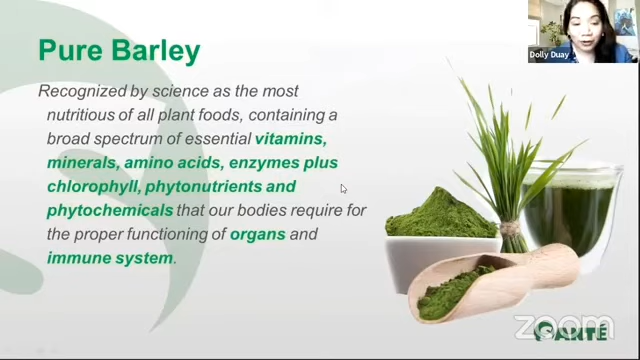 Pure Barley
Recognized by science as the most
nutritious of all plant foods, containing a
broad spectrum of essential vitamins,
minerals, amino acids, enzymes plus
chlorophyll, phytonutrients and
phytochemicals that our bodies require for
the proper functioning of organs and
immune system.
Dolly Duay
zoom
SANTÉ